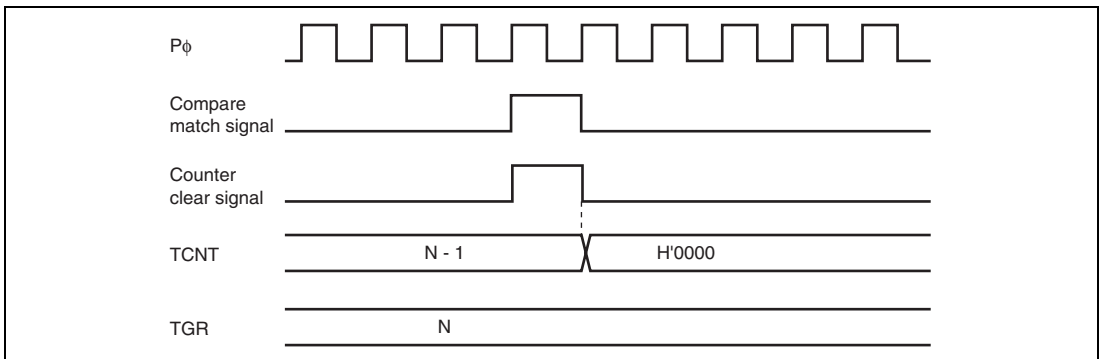 Pϕ
Compare
match signal
Counter
clear signal
TCNT
N - 1
H'0000
TGR
N